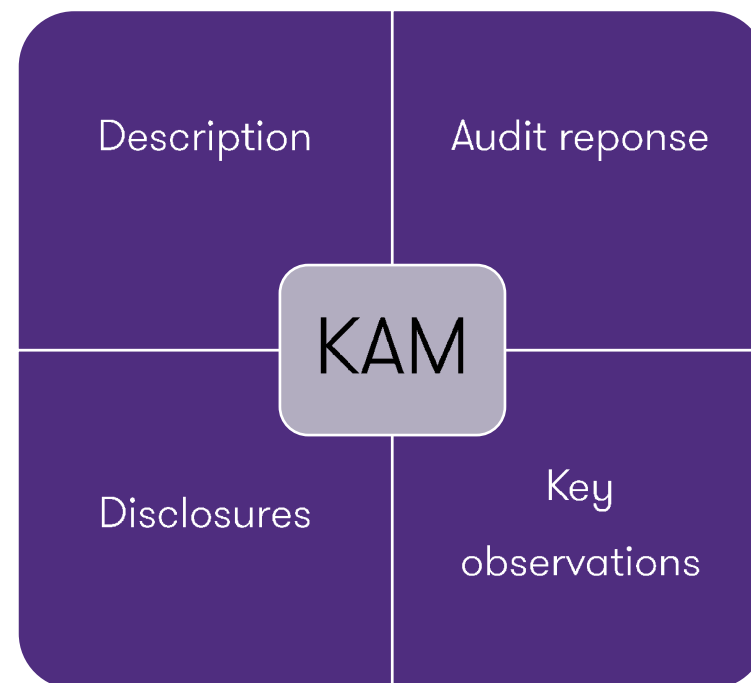 Description
Audit reponse
KAM
Disclosures
Key
observations